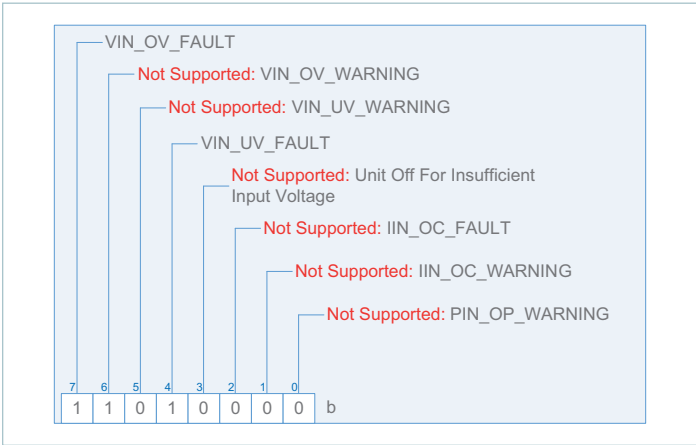 VIN_OV_FAULT
Not Supported: VIN_OV_WARNING
Not Supported: VIN_UV_WARNING
VIN_UV_FAULT
Not Supported: Unit Off For Insufficient
Input Voltage
Not Supported: IIN_OC_FAULT
Not Supported: IIN_OC_WARNING
Not Supported: PIN_OP_WARNING
7 6 5 4 3 2 1 0
1 1 0 1 0 0 0 0 b